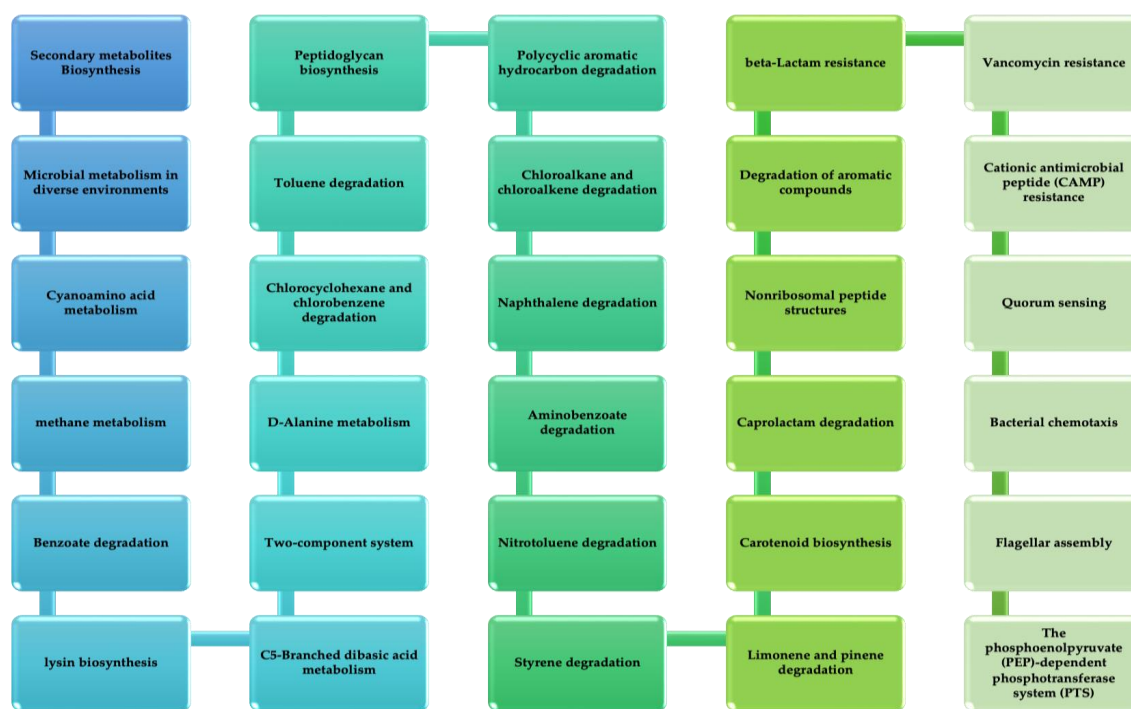 Secondary metabolites
Biosynthesis
Microbial metabolism in
diverse environments
Cyanoamino acid
metabolism
methane metabolism
Benzoate degradation
lysin biosynthesis
C5-Branched dibasic acid
metabolism
Two-component system
D-Alanine metabolism
Chlorocyclohexane and
chlorobenzene
degradation
Toluene degradation
Peptidoglycan
biosynthesis
Polycyclic aromatic
hydrocarbon degradation
Chloroalkane and
chloroalkene degradation
Naphthalene degradation
Aminobenzoate
degradation
Nitrotoluene degradation
Styrene degradation
Limonene and pinene
degradation
Carotenoid biosynthesis
Caprolactam degradation
Nonribosomal peptide
structures
Degradation of aromatic
compounds
beta-Lactam resistance
Vancomycin resistance
Cationic antimicrobial
peptide (CAMP)
resistance
Quorum sensing
Bacterial chemotaxis
Flagellar assembly
The
phosphoenolpyruvate
(PEP)-dependent
phosphotransferase
system (PTS)